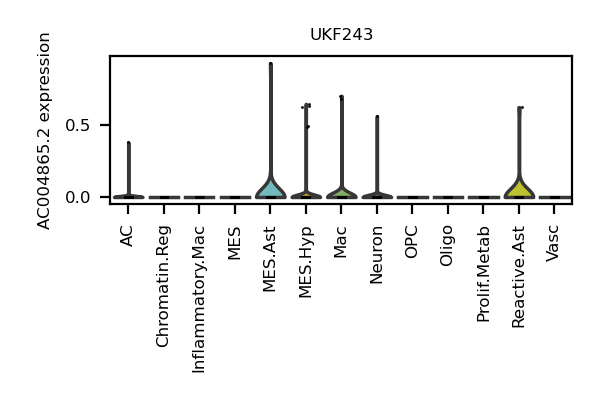 UKF243
AC004865.2 expression
0.5
0.0
AC
Chromatin.Reg
Inflammatory.Mac
MES
MES.Ast
MES.Hyp
Mac
Neuron
OPC
Oligo
Prolif.Metab
Reactive.Ast
Vasc